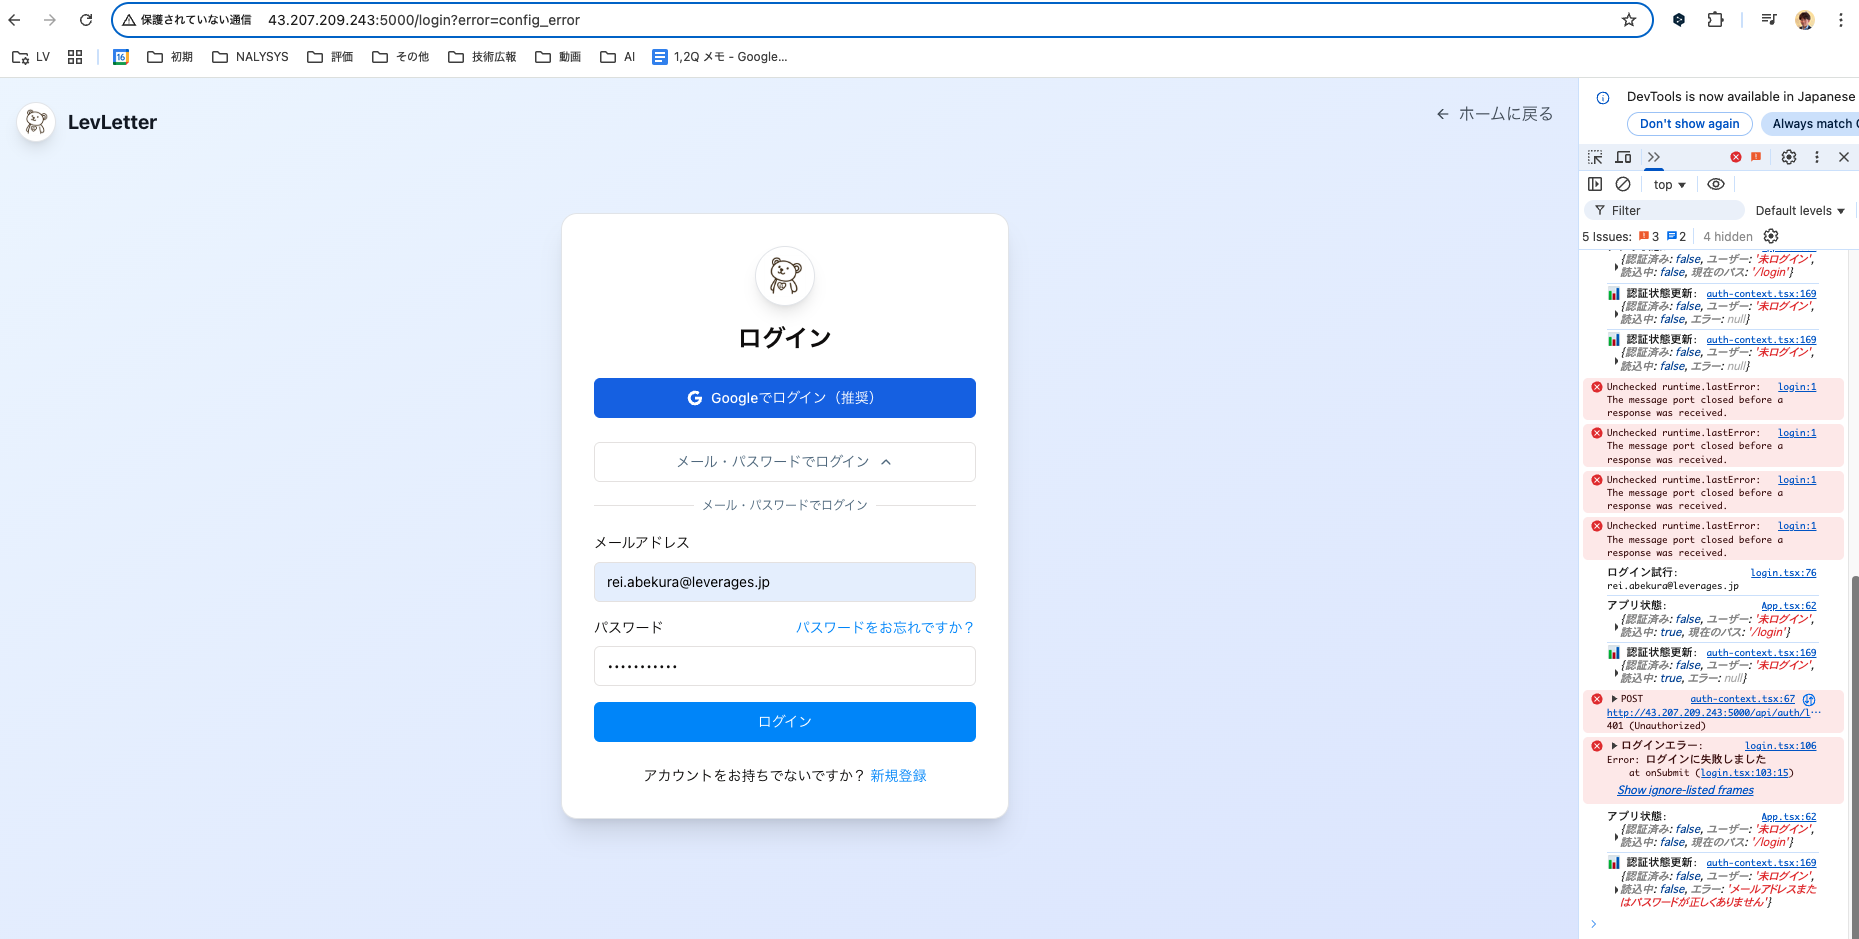 保護されていない通信 43.207.209.243:5000/login?error=config_error
LV
16
初期
NALYSYS
評価
その他
技術広報
動画
AI
1,2Q メモ - Google...
LevLetter
← ホームに戻る
ログイン
Googleでログイン（推奨）
メール・パスワードでログイン
メール・パスワードでログイン
メールアドレス
rei.abekura@leverages.jp
パスワード
パスワードをお忘れですか？
•••••••••••
ログイン
アカウントをお持ちでないですか？ 新規登録
DevTools is now available in Japanese
Don't show again
Always match
top
Filter
Default levels
5 Issues: 3 2 4 hidden
{認証済み: false, ユーザー: '未ログイン',
読込中: false, 現在のパス: '/login'}
認証状態更新: auth-context.tsx:169
{認証済み: false, ユーザー: '未ログイン',
読込中: false, エラー: null}
認証状態更新: auth-context.tsx:169
{認証済み: false, ユーザー: '未ログイン',
読込中: false, エラー: null}
Unchecked runtime.lastError: login:1
The message port closed before a
response was received.
Unchecked runtime.lastError: login:1
The message port closed before a
response was received.
Unchecked runtime.lastError: login:1
The message port closed before a
response was received.
Unchecked runtime.lastError: login:1
The message port closed before a
response was received.
ログイン試行: login.tsx:76
rei.abekura@leverages.jp
アプリ状態: App.tsx:62
{認証済み: false, ユーザー: '未ログイン',
読込中: true, 現在のパス: '/login'}
認証状態更新: auth-context.tsx:169
{認証済み: false, ユーザー: '未ログイン',
読込中: true, エラー: null}
POST auth-context.tsx:67
http://43.207.209.243:5000/api/auth/l…
401 (Unauthorized)
ログインエラー: login.tsx:106
Error: ログインに失敗しました
at onSubmit (login.tsx:103:15)
Show ignore-listed frames
アプリ状態: App.tsx:62
{認証済み: false, ユーザー: '未ログイン',
読込中: false, 現在のパス: '/login'}
認証状態更新: auth-context.tsx:169
{認証済み: false, ユーザー: '未ログイン',
読込中: false, エラー: 'メールアドレスまた
はパスワードが正しくありません'}